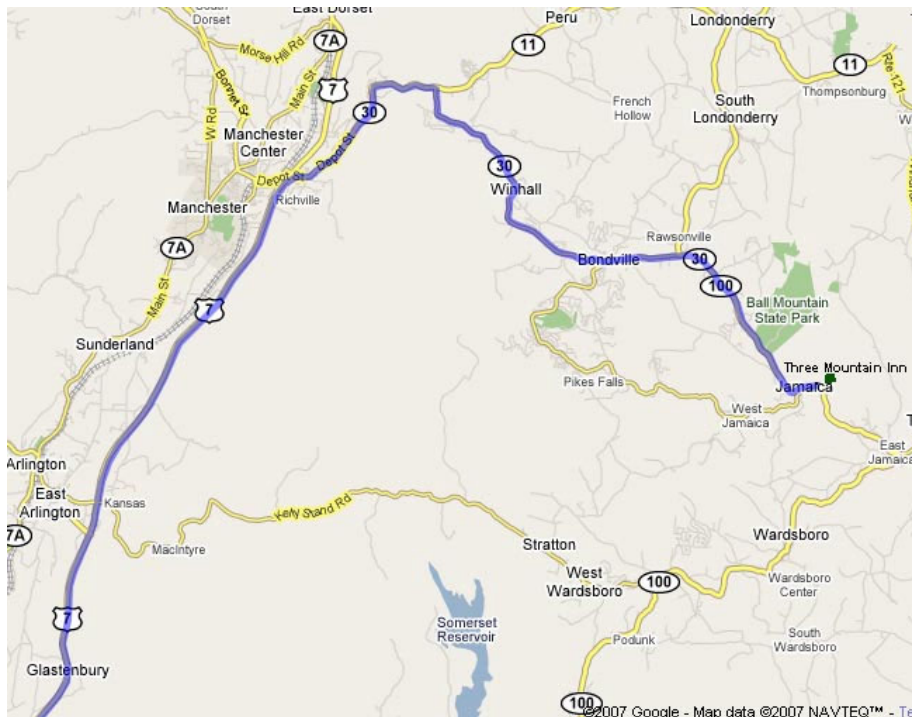 East Dorset
South
Dorset
7A
Peru
11
Londonderry
Morse Hill Rd
Bonnet St
W Rd
Main St
7
30
Depot St
Manchester
Center
Depot St
French
Hollow
South
Londonderry
11
Thompsonburg
Rte 121
Manchester
Richville
30
Winhall
7A
Main St
Rawsonville
Bondville
30
100
Ball Mountain
State Park
7
Sunderland
Three Mountain Inn
Jamaica
Pikes Falls
West
Jamaica
East
Jamaica
Arlington
East
Arlington
Kansas
7A
MacIntyre
Kelly Stand Rd
Stratton
Wardsboro
West
Wardsboro
100
Wardsboro
Center
7
Somerset
Reservoir
Podunk
South
Wardsboro
Glastenbury
100
©2007 Google - Map data ©2007 NAVTEQ™ -